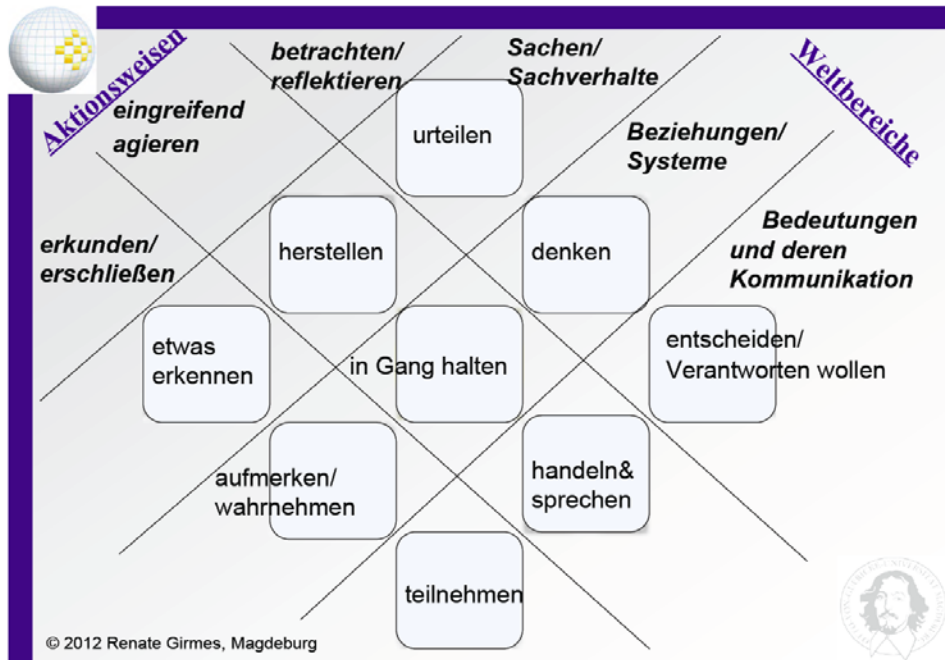 Aktionsweisen
betrachten/
reflektieren
Sachen/
Sachverhalte
Weltbereiche
eingreifend
agieren
urteilen
Beziehungen/
Systeme
erkunden/
erschließen
herstellen
denken
Bedeutungen
und deren
Kommunikation
etwas
erkennen
in Gang halten
entscheiden/
Verantworten wollen
aufmerken/
wahrnehmen
handeln&
sprechen
teilnehmen
© 2012 Renate Girmes, Magdeburg